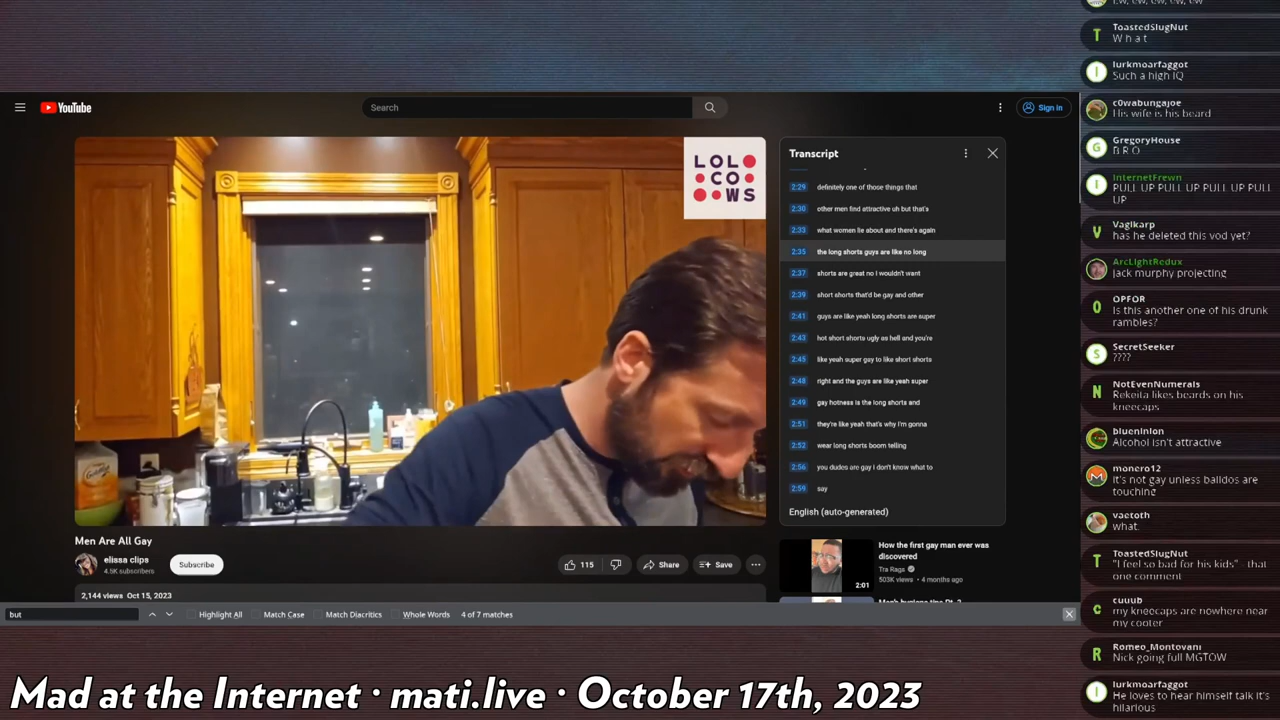 YouTube
Search
Sign in
LOL
CO
WS
Transcript
2:29 definitely one of those things that
2:30 other men find attractive uh but that's
2:33 what women lie about and there's again
2:35 the long shorts guys are like no long
2:37 shorts are great no I wouldn't want
2:39 short shorts that'd be gay and other
2:41 guys are like yeah long shorts are super
2:43 hot short shorts ugly as hell and you're
2:45 like yeah super guy to like short shorts
2:48 right and the guys are like yeah super
2:49 gay hotness is the long shorts and
2:51 they're like yeah that's why I'm gonna
2:52 wear long shorts boom telling
2:56 you dudes are gay I don't know what to
2:59 say
English (auto-generated)
Men Are All Gay
elissa clips
4.5K subscribers
Subscribe
115
Share
Save
2,144 views Oct 15, 2023
How the first gay man ever was
discovered
Tra Rags
503K views • 4 months ago
2:01
but
Highlight All
Match Case
Match Diacritics
Whole Words
4 of 7 matches
Mad at the Internet · mati.live · October 17th, 2023
ToastedSlugNut
W h a t
lurkmoarfaggot
Such a high IQ
c0wabungajoe
His wife is his beard
GregoryHouse
B R O
InternetFrewn
PULL UP PULL UP PULL UP PULL
UP
Vaglkarp
has he deleted this vod yet?
ArcLightRedux
Jack murphy projecting
OPFOR
Is this another one of his drunk
rambles?
SecretSeeker
????
NotEvenNumerals
Rekeita likes beards on his
kneecaps
blueninlon
Alcohol isn't attractive
monero12
It's not gay unless balldos are
touching
vaetoth
what.
ToastedSlugNut
"I feel so bad for his kids" - that
one comment
cuuub
my kneecaps are nowhere near
my cooter
Romeo_Montovani
Nick going full MGTOW
lurkmoarfaggot
He loves to hear himself talk it's
hilarious